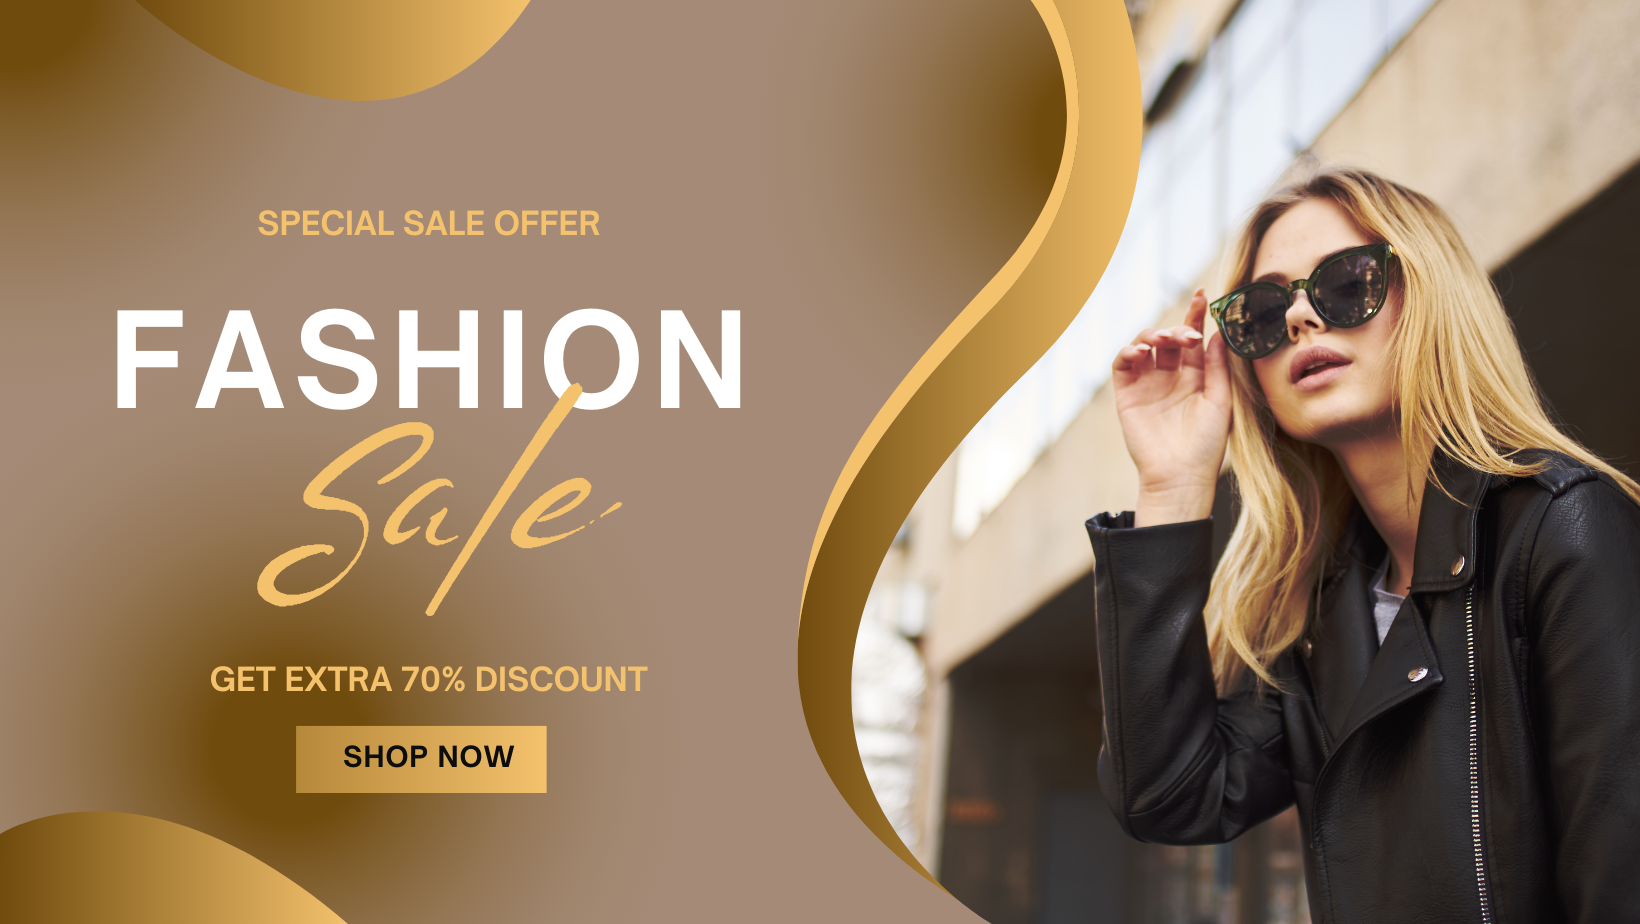 SPECIAL SALE OFFER
FASHION
Sale
GET EXTRA 70% DISCOUNT
SHOP NOW